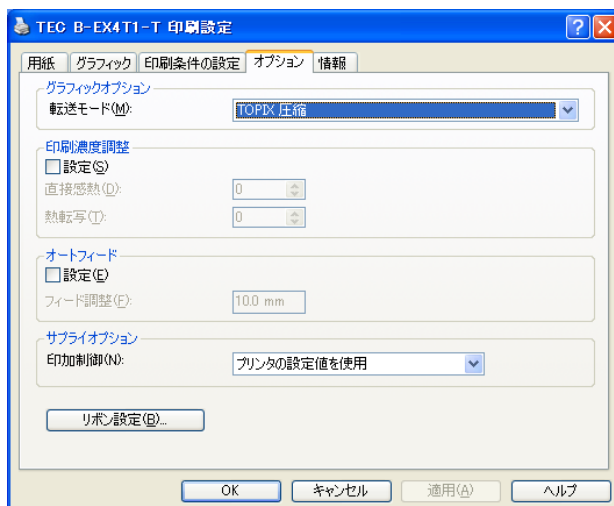 TEC B-EX4T1-T 印刷設定
用紙 グラフィック 印刷条件の設定 オプション 情報
グラフィックオプション
転送モード(M): TOPIX 圧縮
印刷濃度調整
設定(S)
直接感熱(D): 0
熱転写(T): 0
オートフィード
設定(E)
フィード調整(F): 10.0 mm
サプライオプション
印加制御(N): プリンタの設定値を使用
リボン設定(B)...
OK キャンセル 適用(A) ヘルプ